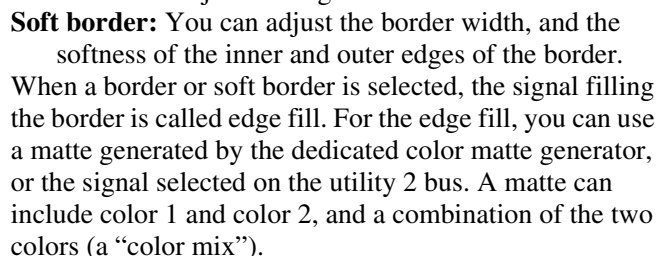 Soft border: You can adjust the border width, and the
softness of the inner and outer edges of the border.
When a border or soft border is selected, the signal filling
the border is called edge fill. For the edge fill, you can use
a matte generated by the dedicated color matte generator,
or the signal selected on the utility 2 bus. A matte can
include color 1 and color 2, and a combination of the two
colors (a “color mix”).